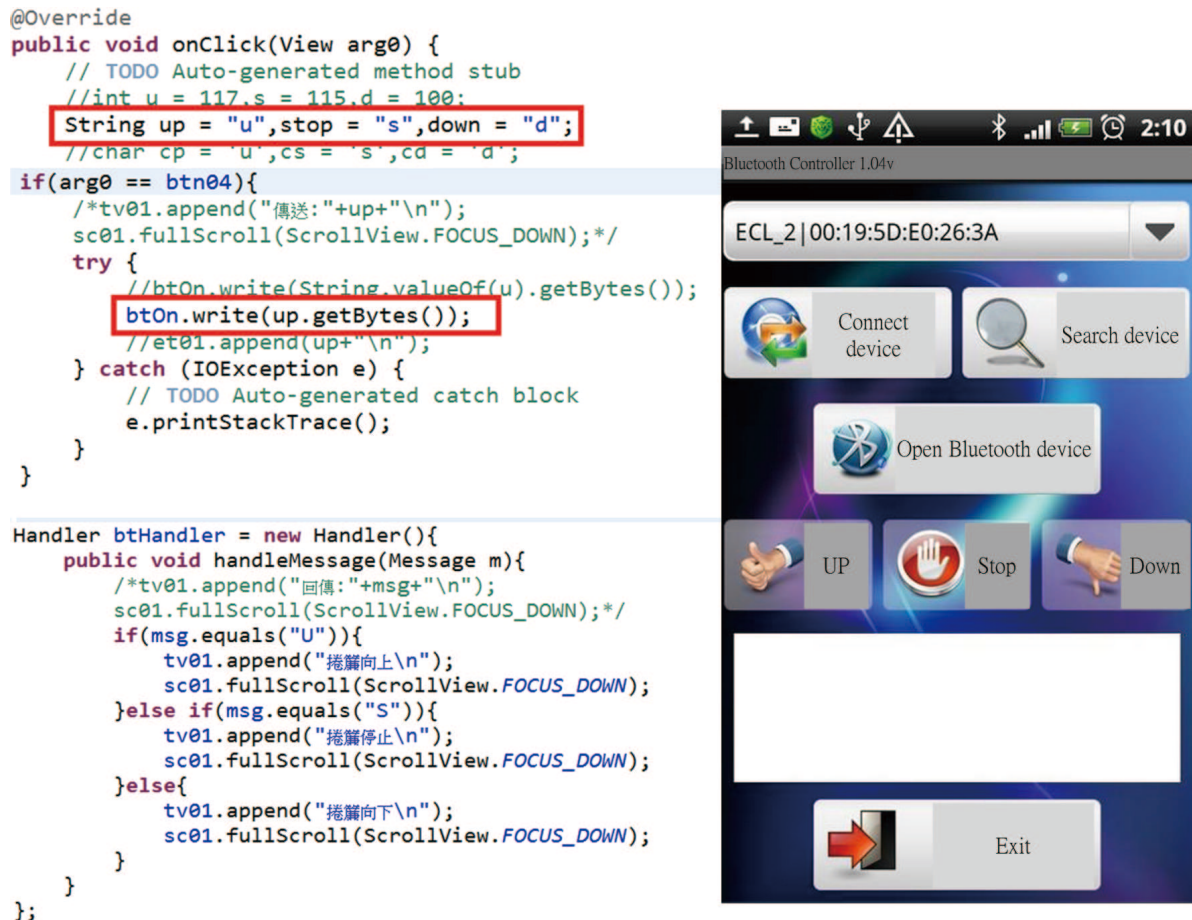 @Override
public void onClick(View arg0) {
// TODO Auto-generated method stub
//int u = 117,s = 115,d = 100;
String up = "u",stop = "s",down = "d";
//char cp = 'u',cs = 's',cd = 'd';
if(arg0 == btn04){
/*tv01.append("傳送:"+up+"\n");
sc01.fullScroll(ScrollView.FOCUS_DOWN);*/
try {
//btOn.write(String.valueOf(u).getBytes());
btOn.write(up.getBytes());
//et01.append(up+"\n");
} catch (IOException e) {
// TODO Auto-generated catch block
e.printStackTrace();
}
}
Handler btHandler = new Handler(){
public void handleMessage(Message m){
/*tv01.append("回傳:"+msg+"\n");
sc01.fullScroll(ScrollView.FOCUS_DOWN);*/
if(msg.equals("U")){
tv01.append("捲簾向上\n");
sc01.fullScroll(ScrollView.FOCUS_DOWN);
}else if(msg.equals("S")){
tv01.append("捲簾停止\n");
sc01.fullScroll(ScrollView.FOCUS_DOWN);
}else{
tv01.append("捲簾向下\n");
sc01.fullScroll(ScrollView.FOCUS_DOWN);
}
}
};
2:10
Bluetooth Controller 1.04v
ECL_2|00:19:5D:E0:26:3A
Connect
device
Search device
Open Bluetooth device
UP
Stop
Down
Exit